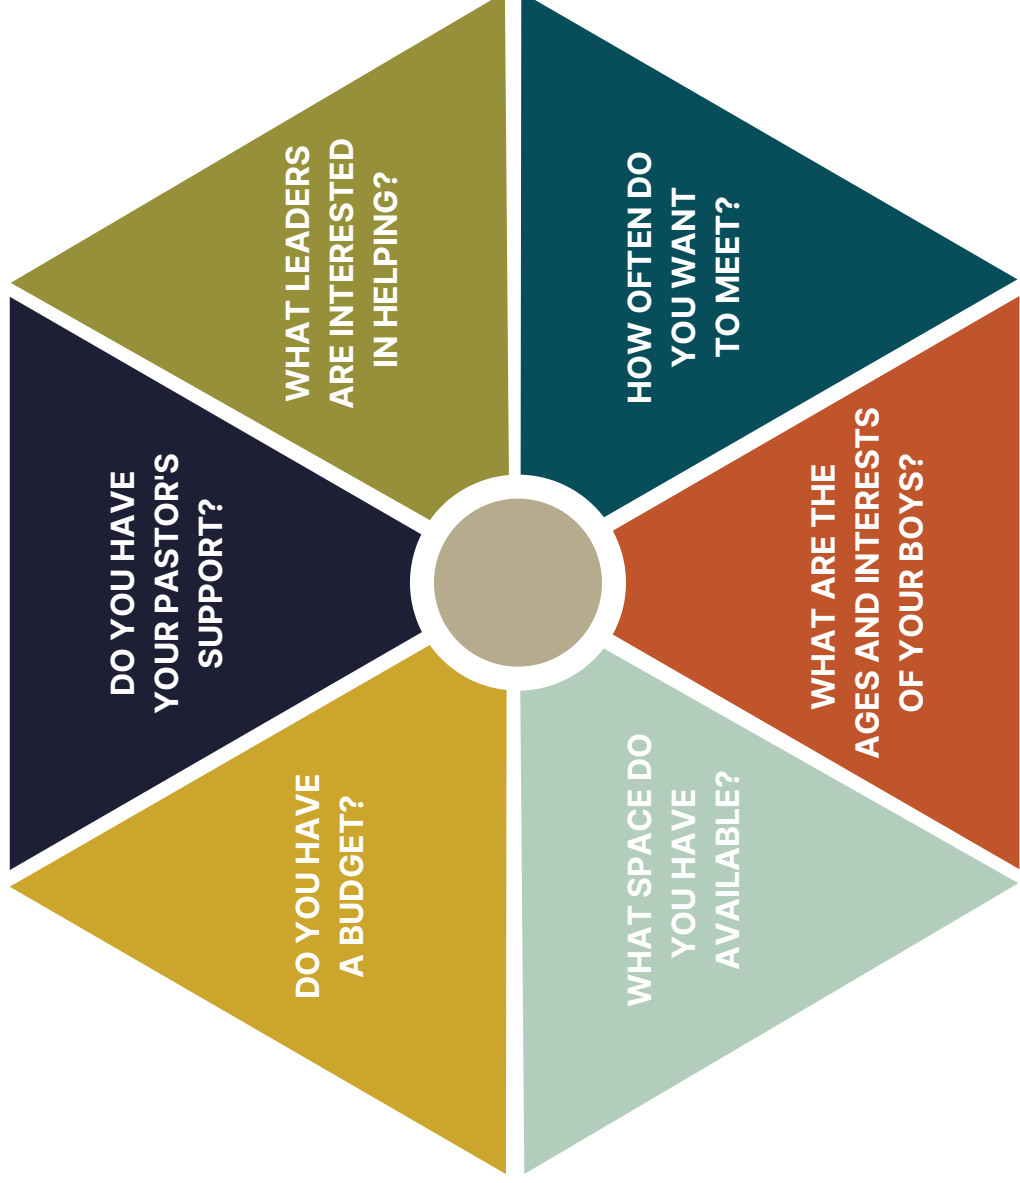 DO YOU HAVE
YOUR PASTOR'S
SUPPORT?
DO YOU HAVE
A BUDGET?
WHAT LEADERS
ARE INTERESTED
IN HELPING?
WHAT SPACE DO
YOU HAVE
AVAILABLE?
HOW OFTEN DO
YOU WANT
TO MEET?
WHAT ARE THE
AGES AND INTERESTS
OF YOUR BOYS?